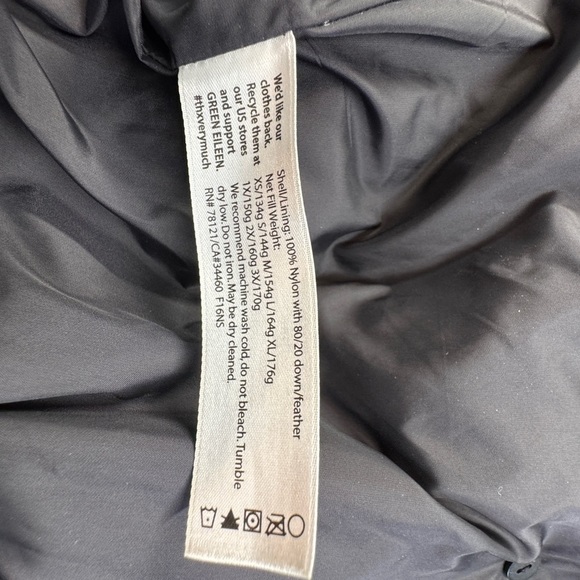 We'd like our
clothes back.
Recycle them at
our US stores
and support
GREEN EILEEN.
#thxverymuch
Shell/Lining: 100% Nylon with 80/20 down/feather
Net Fill Weight:
XS/134g S/144g M/154g L/164g XL/176g
1X/150g 2X/160g 3X/170g
We recommend machine wash cold, do not bleach. Tumble
dry low. Do not iron. May be dry cleaned.
RN# 78121/CA#34460 F16NS